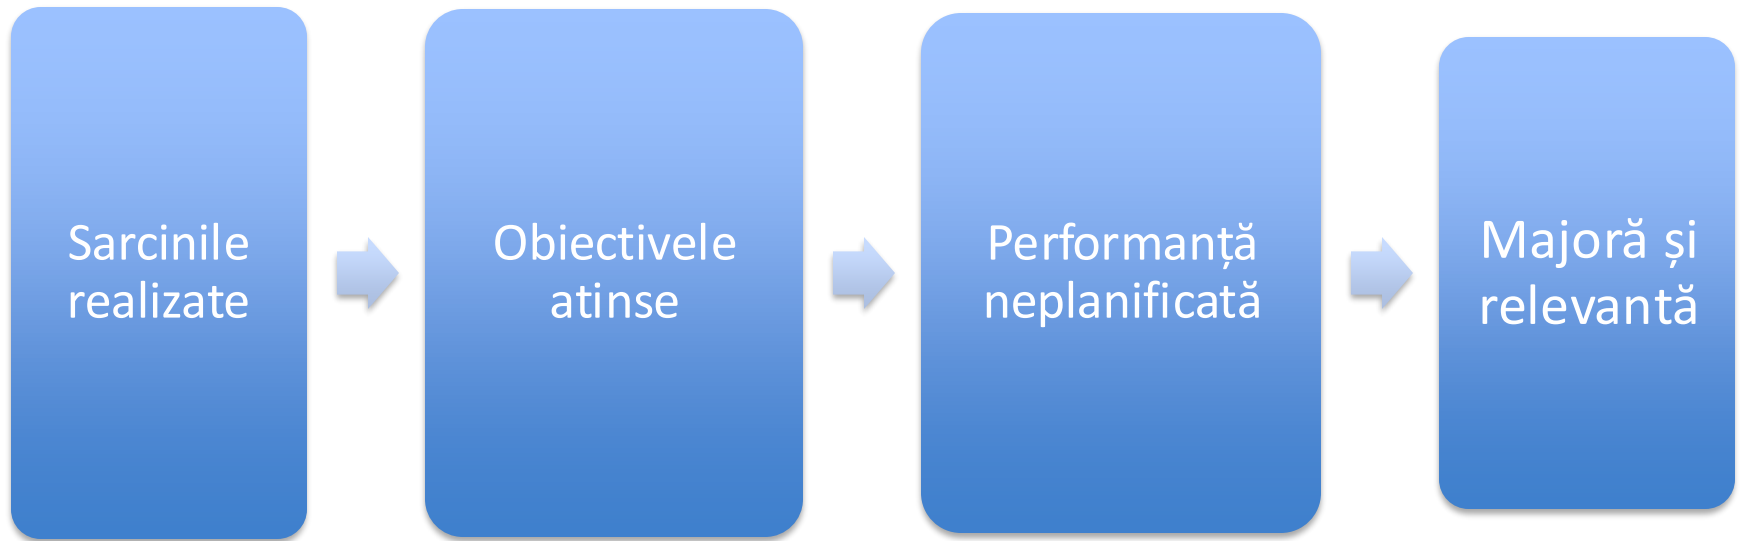 Sarcinile
realizate
Obiectivele
atinse
Performanță
neplanificată
Majoră și
relevantă